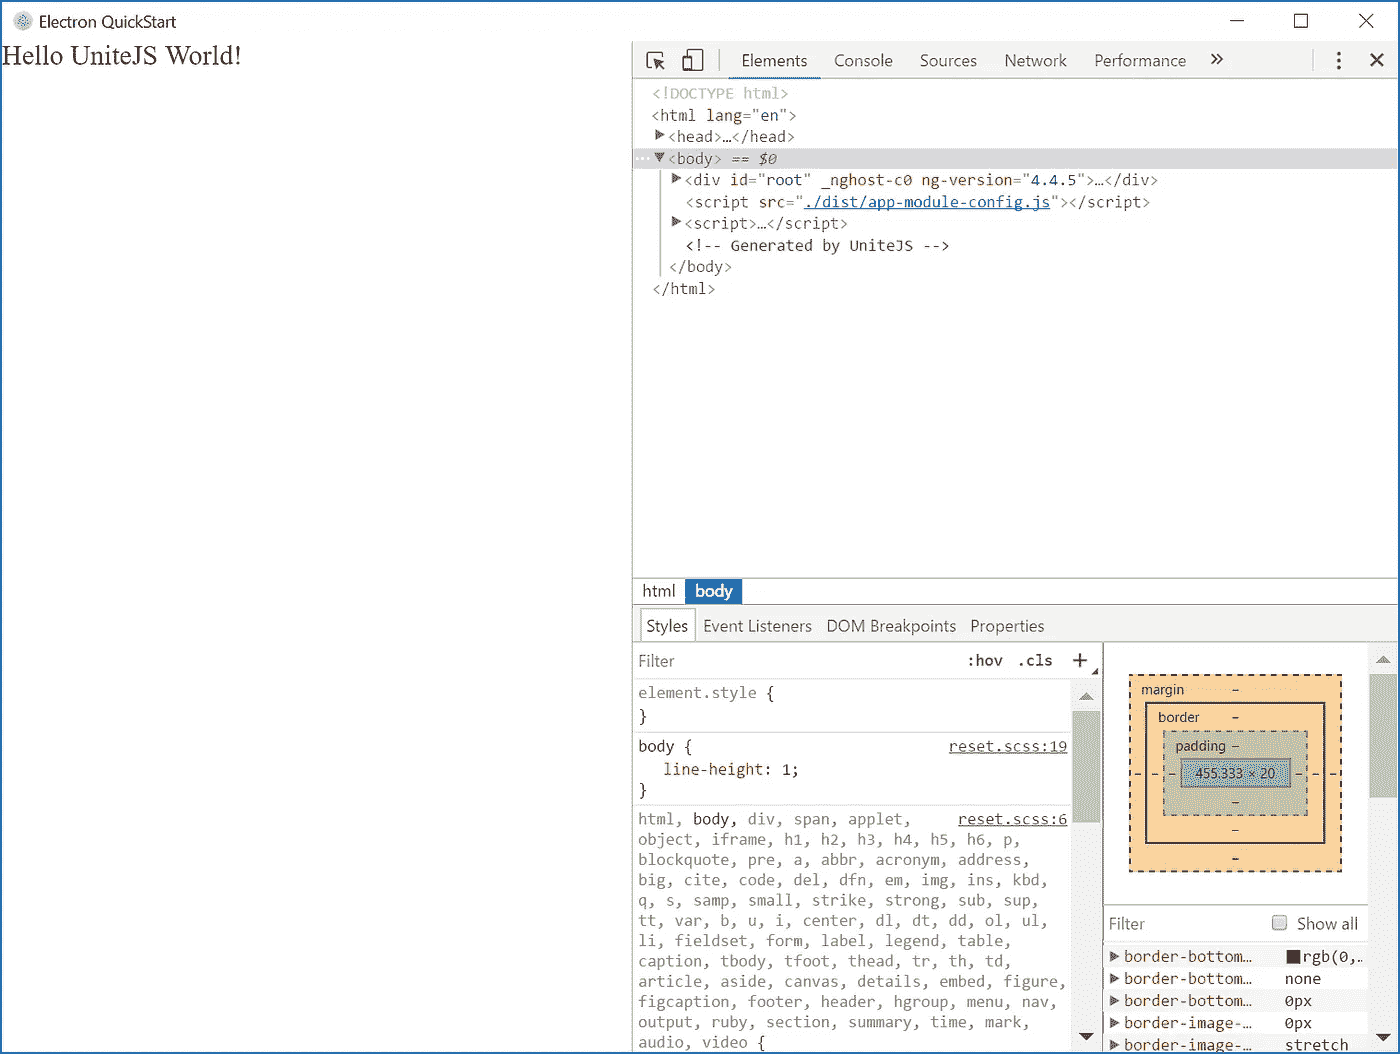 Electron QuickStart
Hello UniteJS World!
Elements Console Sources Network Performance »
<!DOCTYPE html>
<html lang="en">
<head>…</head>
<body> == $0
<div id="root" _nghost-c0 ng-version="4.4.5">…</div>
<script src="./dist/app-module-config.js"></script>
<script>…</script>
<!-- Generated by UniteJS -->
</body>
</html>
html body
Styles Event Listeners DOM Breakpoints Properties
Filter :hov .cls +
element.style {
}
body { reset.scss:19
line-height: 1;
}
html, body, div, span, applet, reset.scss:6
object, iframe, h1, h2, h3, h4, h5, h6, p,
blockquote, pre, a, abbr, acronym, address,
big, cite, code, del, dfn, em, img, ins, kbd,
q, s, samp, small, strike, strong, sub, sup,
tt, var, b, u, i, center, dl, dt, dd, ol, ul,
li, fieldset, form, label, legend, table,
caption, tbody, tfoot, thead, tr, th, td,
article, aside, canvas, details, embed, figure,
figcaption, footer, header, hgroup, menu, nav,
output, ruby, section, summary, time, mark,
audio, video {
margin -
border -
padding -
- - - 455.333 × 20 - - -
-
-
-
Filter Show all
border-bottom… rgb(0,…
border-bottom… none
border-bottom… 0px
border-image-… 0px
border-image-… stretch